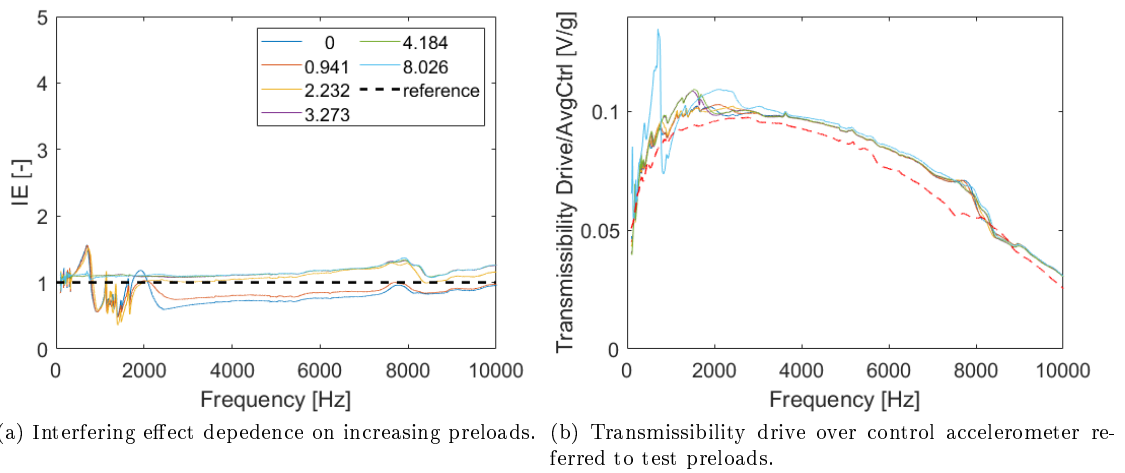 5
4
3
2
1
0
IE [-]
0
0.941
2.232
3.273
4.184
8.026
reference
0 2000 4000 6000 8000 10000
Frequency [Hz]
(a) Interfering effect depedence on increasing preloads.
0.1
0.05
0
Transmissibility Drive/AvgCtrl [V/g]
0 2000 4000 6000 8000 10000
Frequency [Hz]
(b) Transmissibility drive over control accelerometer re-
ferred to test preloads.